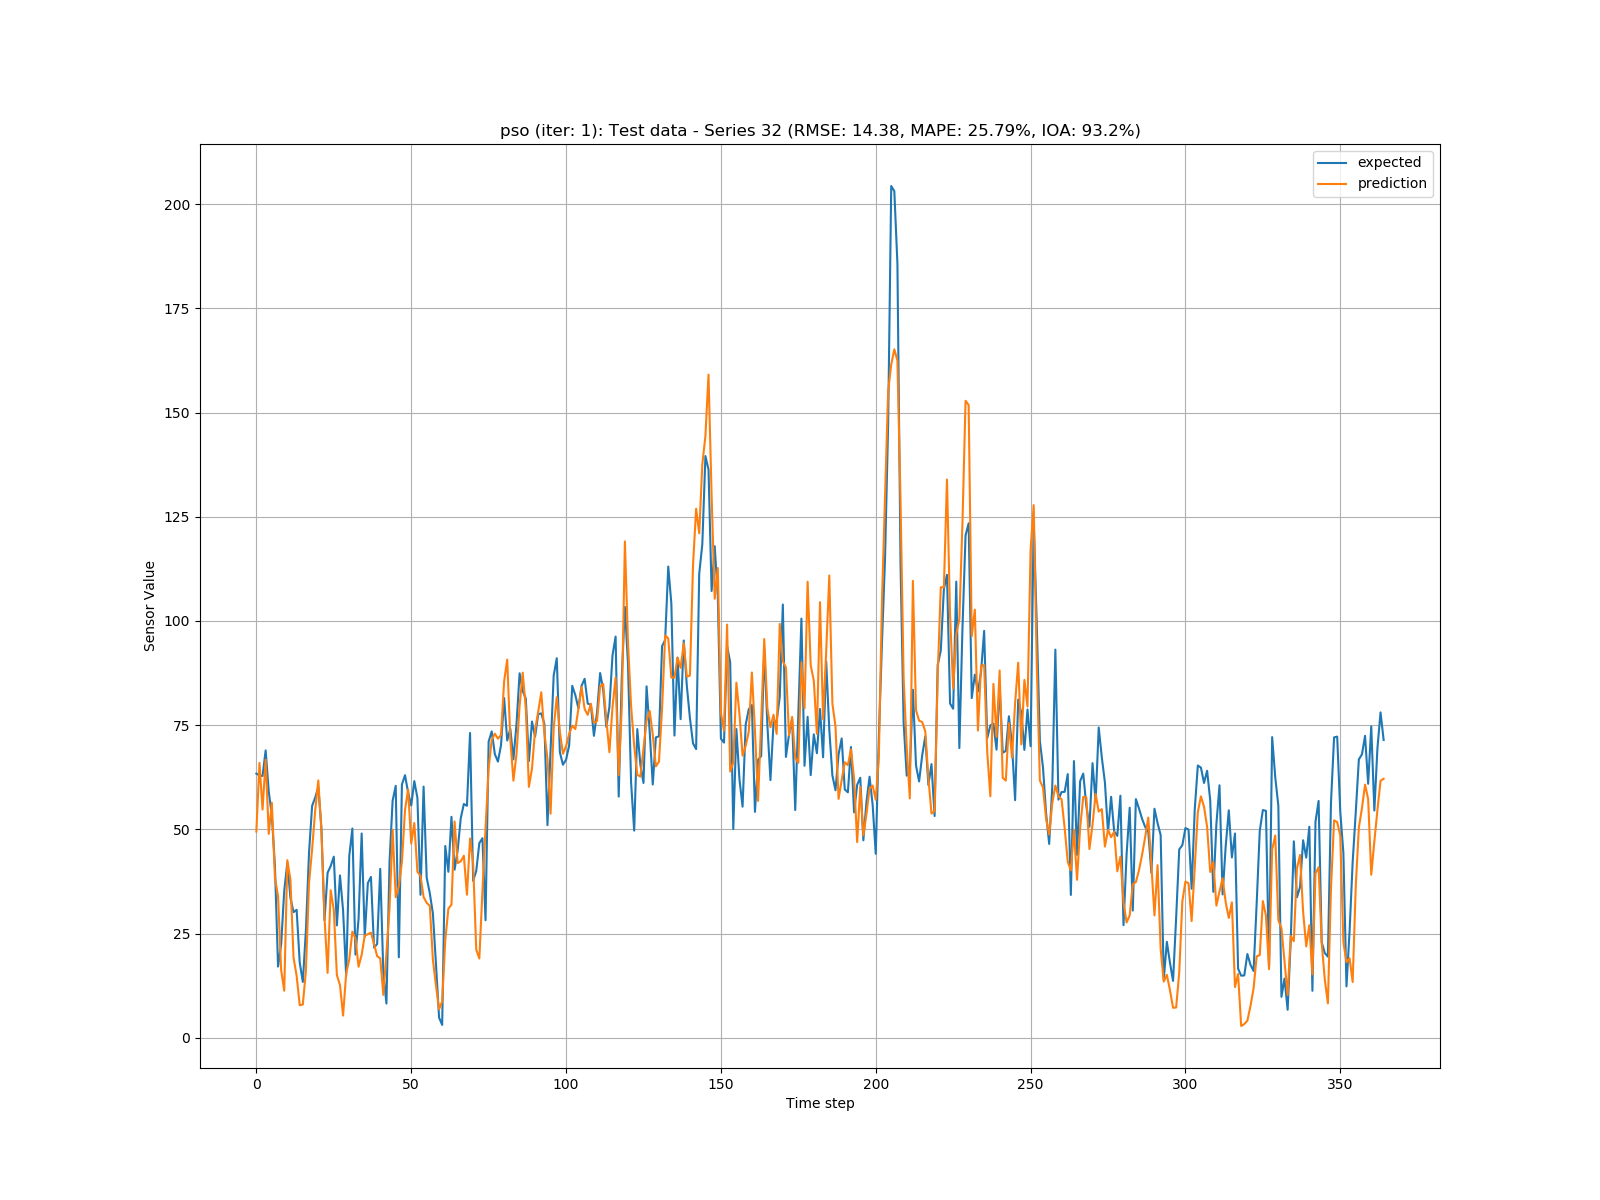 pso (iter: 1): Test data - Series 32 (RMSE: 14.38, MAPE: 25.79%, IOA: 93.2%)
expected
prediction
200
175
150
125
100
75
50
25
0
Sensor Value
0 50 100 150 200 250 300 350
Time step